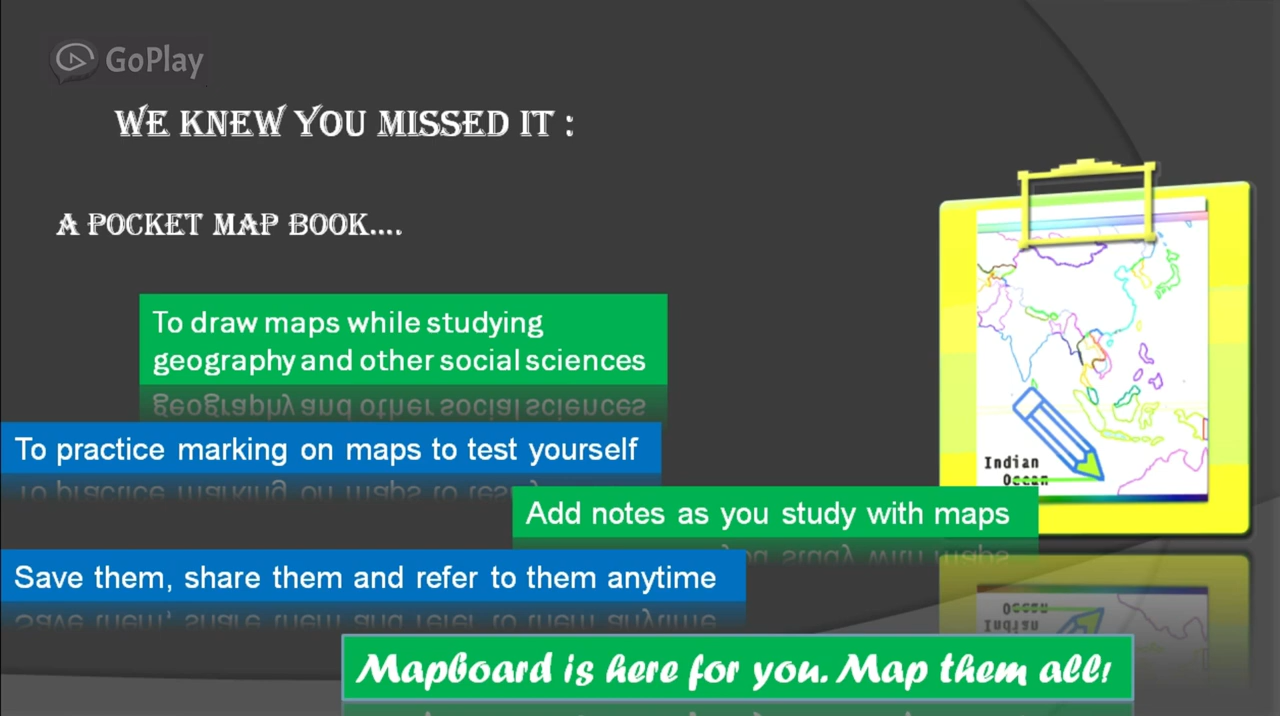 GoPlay
WE KNEW YOU MISSED IT :
A POCKET MAP BOOK....
To draw maps while studying
geography and other social sciences
To practice marking on maps to test yourself
Indian
Ocean
Add notes as you study with maps
Save them, share them and refer to them anytime
Mapboard is here for you. Map them all!